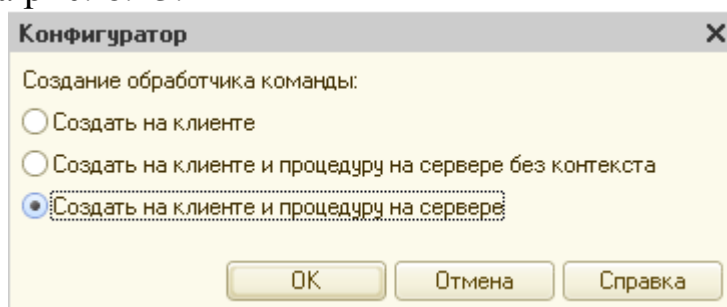 Конфигуратор
Создание обработчика команды:
Создать на клиенте
Создать на клиенте и процедуру на сервере без контекста
Создать на клиенте и процедуру на сервере
ОК Отмена Справка